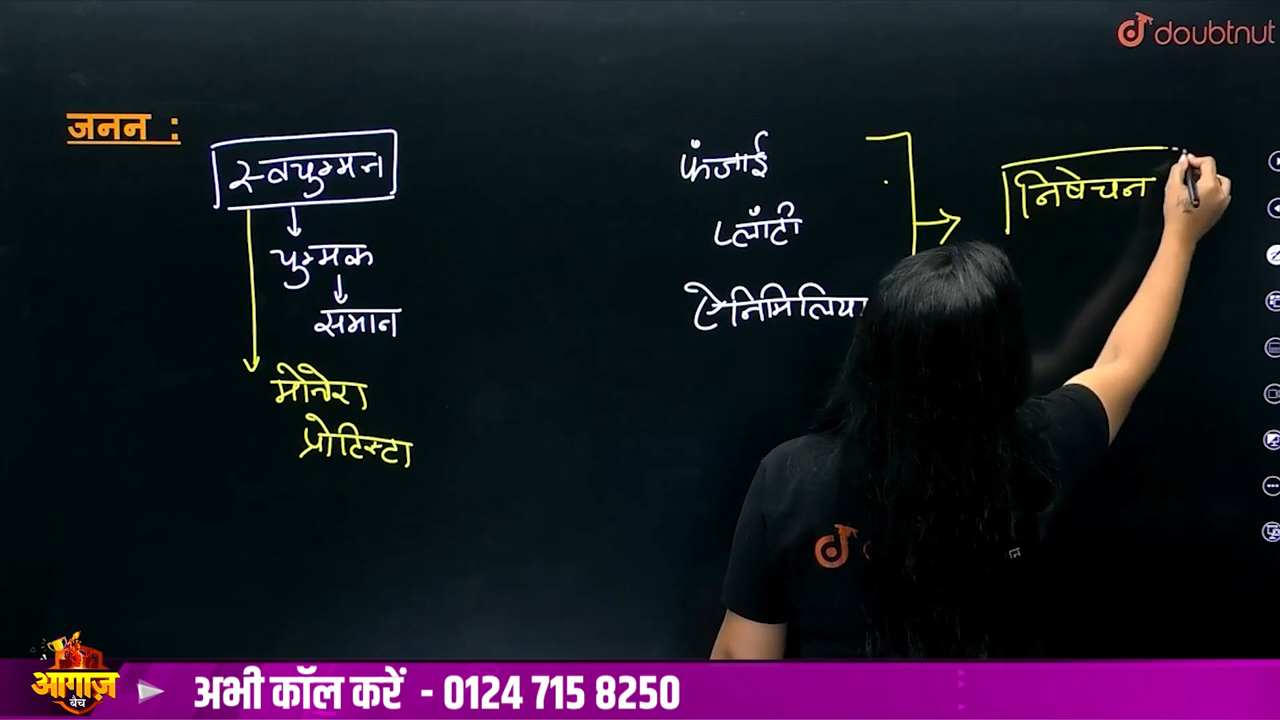 doubtnut
जनन :
स्वयुग्मन
युग्मक
समान
मोनेरा
प्रोटिस्टा
फंजाई
प्लाँटी
ऐनिमिलिया
निषेचन
आगाज़
बैच
अभी कॉल करें - 0124 715 8250